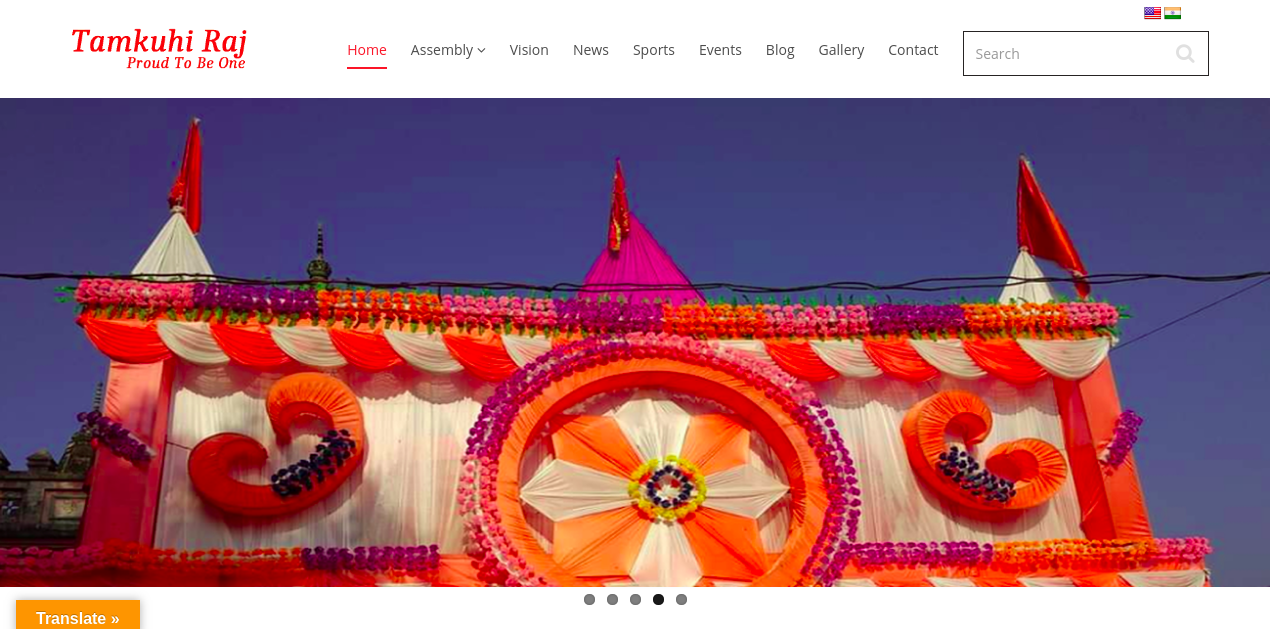 Tamkuhi Raj
Proud To Be One
Home Assembly Vision News Sports Events Blog Gallery Contact
Search
Translate »